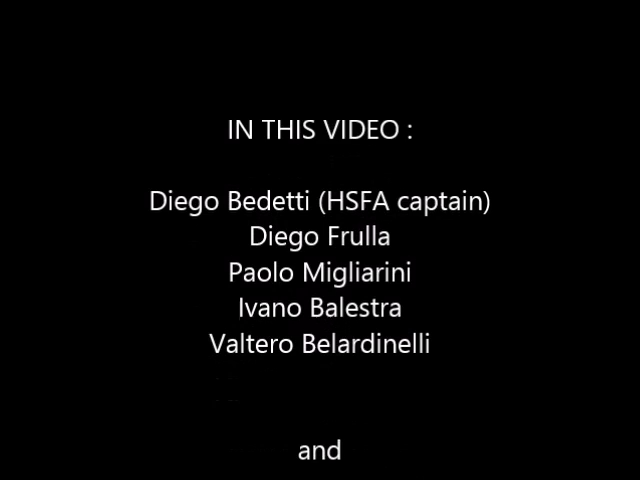 IN THIS VIDEO :
Diego Bedetti (HSFA captain)
Diego Frulla
Paolo Migliarini
Ivano Balestra
Valtero Belardinelli
and